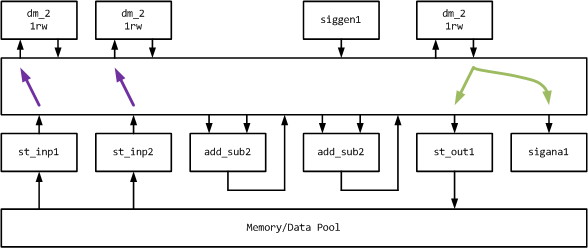 dm_2
1rw
dm_2
1rw
siggen1
dm_2
1rw
st_inp1
st_inp2
add_sub2
add_sub2
st_out1
sigana1
Memory/Data Pool